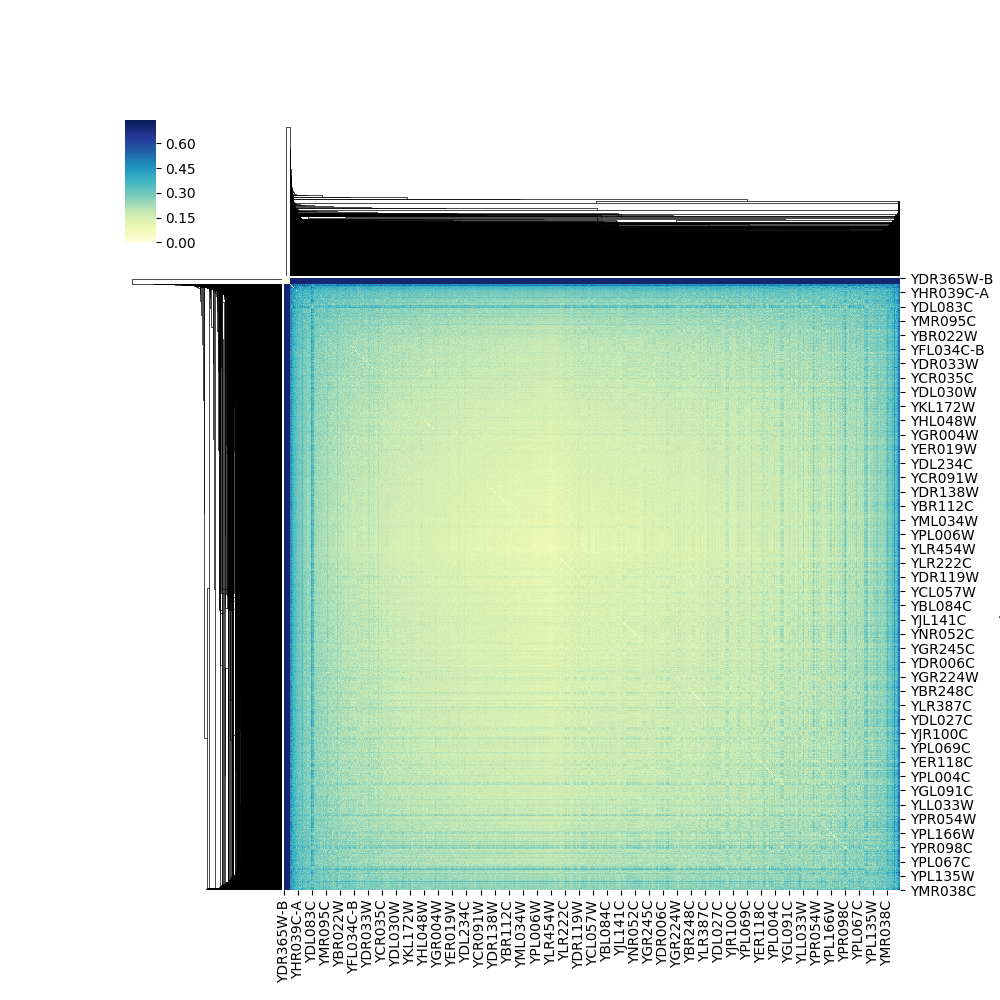 0.60
0.45
0.30
0.15
0.00
YDR365W-B
YHR039C-A
YDL083C
YMR095C
YBR022W
YFL034C-B
YDR033W
YCR035C
YDL030W
YKL172W
YHL048W
YGR004W
YER019W
YDL234C
YCR091W
YDR138W
YBR112C
YML034W
YPL006W
YLR454W
YLR222C
YDR119W
YCL057W
YBL084C
YJL141C
YNR052C
YGR245C
YDR006C
YGR224W
YBR248C
YLR387C
YDL027C
YJR100C
YPL069C
YER118C
YPL004C
YGL091C
YLL033W
YPR054W
YPL166W
YPR098C
YPL067C
YPL135W
YMR038C
YDR365W-B
YHR039C-A
YDL083C
YMR095C
YBR022W
YFL034C-B
YDR033W
YCR035C
YDL030W
YKL172W
YHL048W
YGR004W
YER019W
YDL234C
YCR091W
YDR138W
YBR112C
YML034W
YPL006W
YLR454W
YLR222C
YDR119W
YCL057W
YBL084C
YJL141C
YNR052C
YGR245C
YDR006C
YGR224W
YBR248C
YLR387C
YDL027C
YJR100C
YPL069C
YER118C
YPL004C
YGL091C
YLL033W
YPR054W
YPL166W
YPR098C
YPL067C
YPL135W
YMR038C